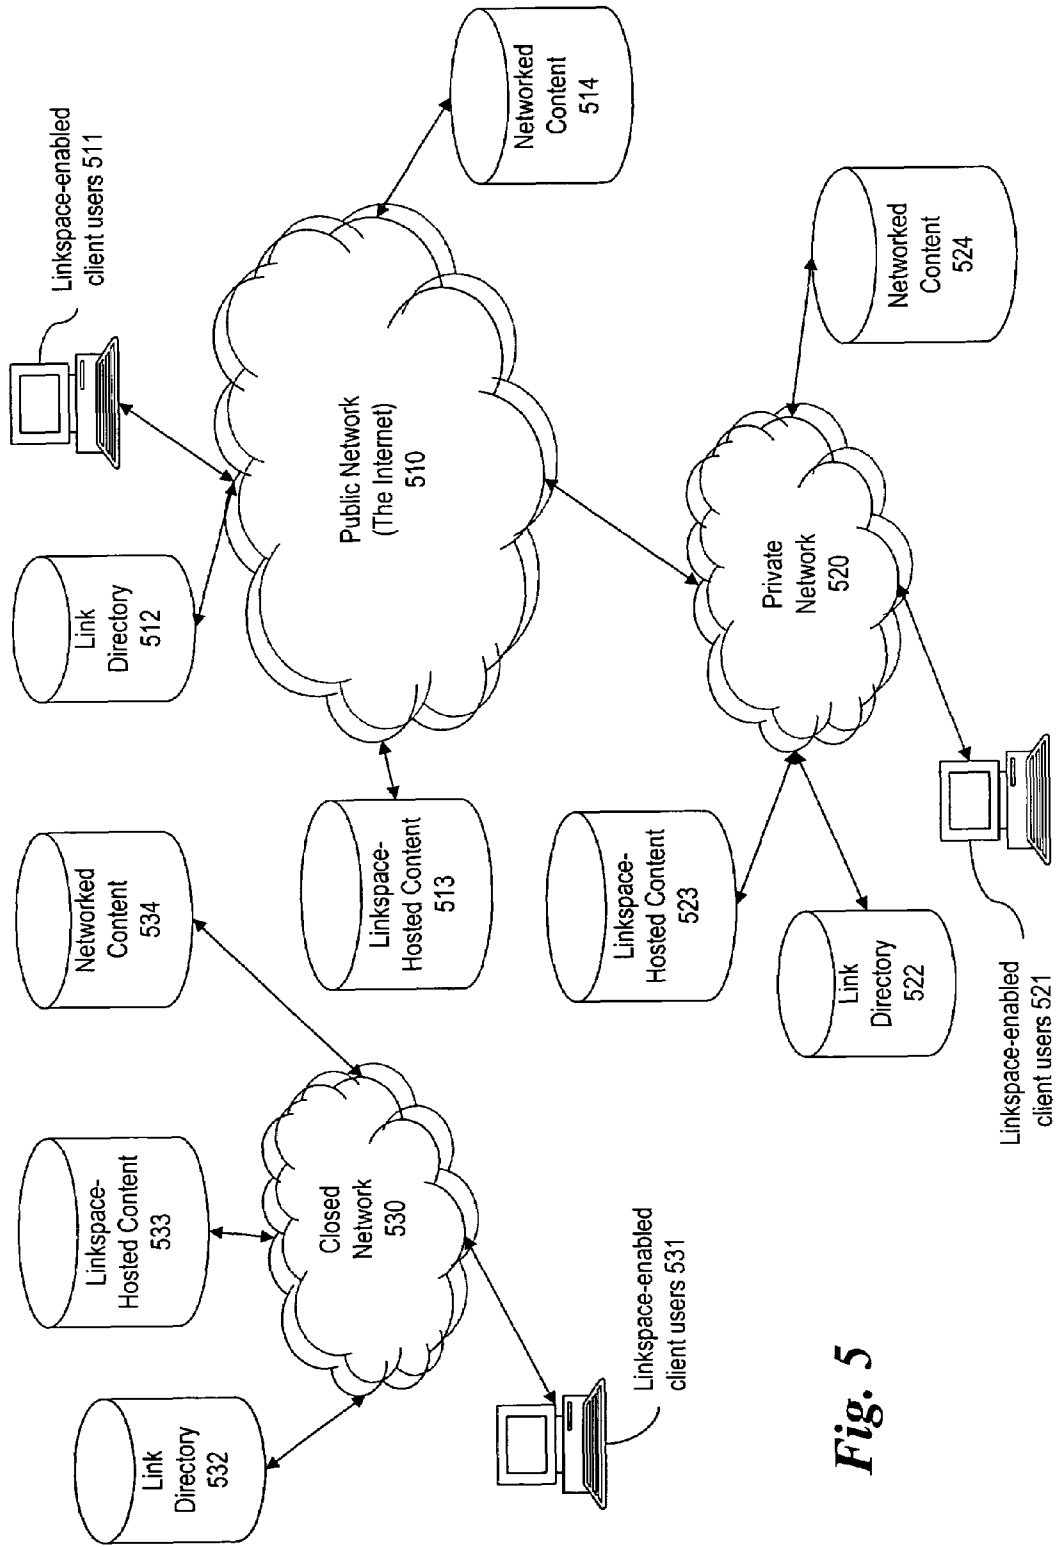 Link
Directory
532
Linkspace-
Hosted Content
533
Networked
Content
534
Link
Directory
512
Linkspace-enabled
client users 511
Closed
Network
530
Linkspace-
Hosted Content
513
Public Network
(The Internet)
510
Networked
Content
514
Linkspace-enabled
client users 531
Linkspace-
Hosted Content
523
Link
Directory
522
Private
Network
520
Networked
Content
524
Linkspace-enabled
client users 521
Fig. 5